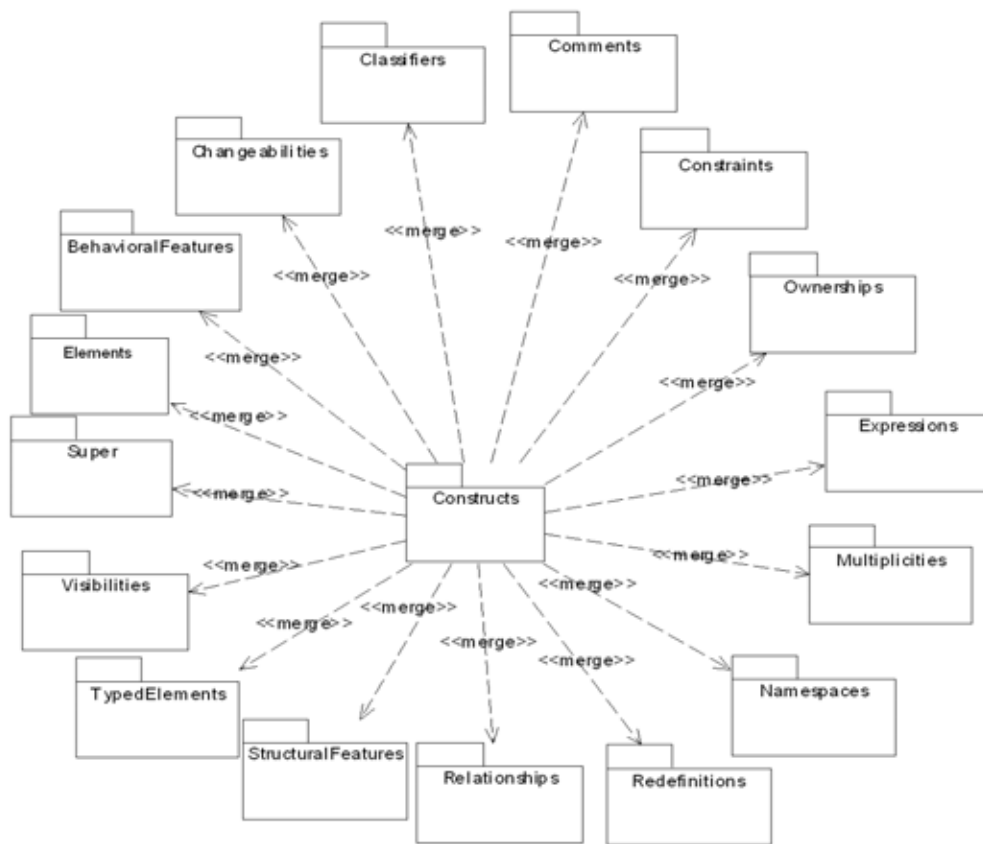 Comments
Classifiers
Changeabilities
Constraints
<<merge>>
<<merge>>
BehavioralFeatures
<<merge>>
<<merge>>
Ownerships
Elements
<<merge>>
<<merge>>
<<merge>>
Expressions
Super
<<merge>>
<<merge>>
Constructs
<<merge>>
Multiplicities
Visibilities
<<merge>>
<<merge>>
<<merge>>
<<merge>>
<<merge>>
<<merge>>
TypedElements
Namespaces
StructuralFeatures
Relationships
Redefinitions